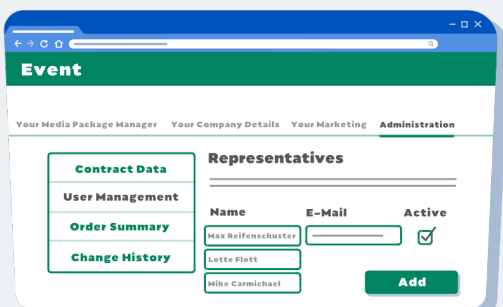 Event
Your Media Package Manager Your Company Details Your Marketing Administration
Contract Data
User Management
Order Summary
Change History
Representatives
Name E-Mail Active
Max Reifenschuster
Lotte Flott
Mike Carmichael
Add